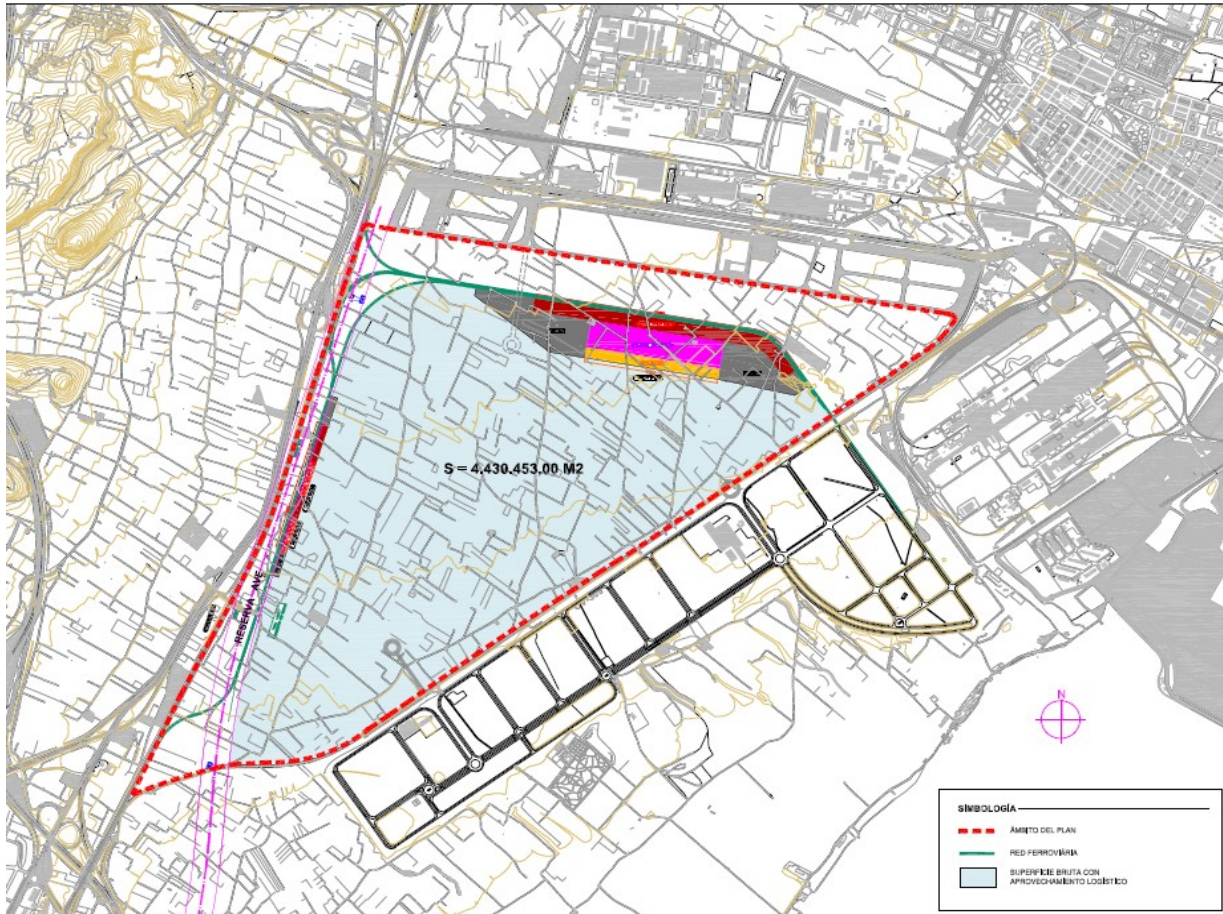 S = 4.430.453.00 M2
RESERVA AVE
N
SIMBOLOGÍA
ÁMBITO DEL PLAN
RED FERROVIÁRIA
SUPERFICIE BRUTA CON
APROVECHAMIENTO LOGÍSTICO